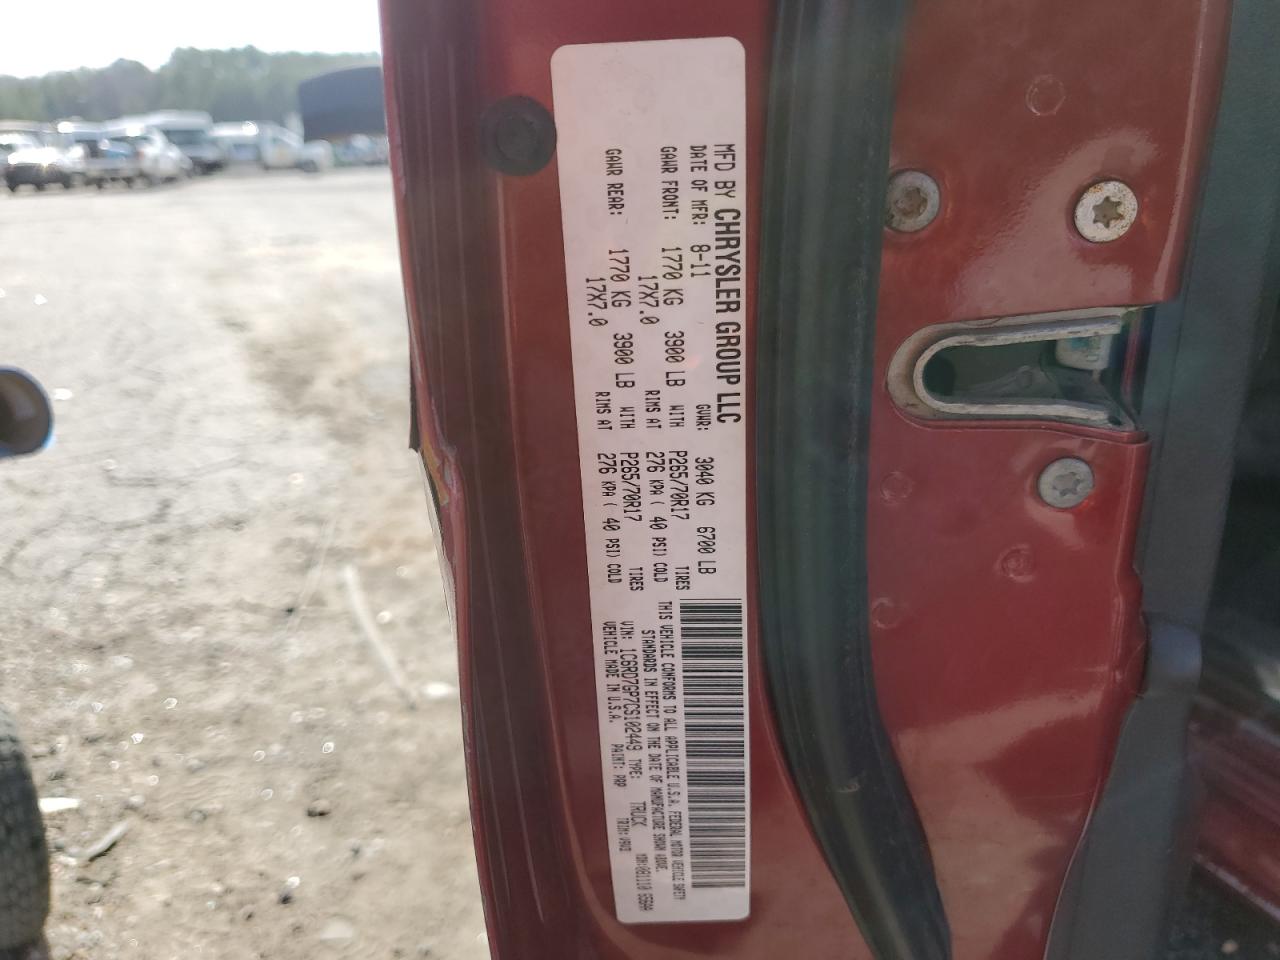 MFD BY CHRYSLER GROUP LLC
DATE OF MFR: 8-11 GVWR: 3040 KG 6700 LB
GAWR FRONT: 1770 KG 3900 LB WITH P265/70R17 TIRES
17X7.0 RIMS AT 276 KPA ( 40 PSI) COLD
GAWR REAR: 1770 KG 3900 LB WITH P265/70R17 TIRES
17X7.0 RIMS AT 276 KPA ( 40 PSI) COLD
THIS VEHICLE CONFORMS TO ALL APPLICABLE U.S.A. FEDERAL MOTOR VEHICLE SAFETY
STANDARDS IN EFFECT ON THE DATE OF MANUFACTURE SHOWN ABOVE.
VIN: 1C6RD7GP7CS102449 TYPE: TRUCK
VEHICLE MADE IN U.S.A. PAINT: PRP TRIM: